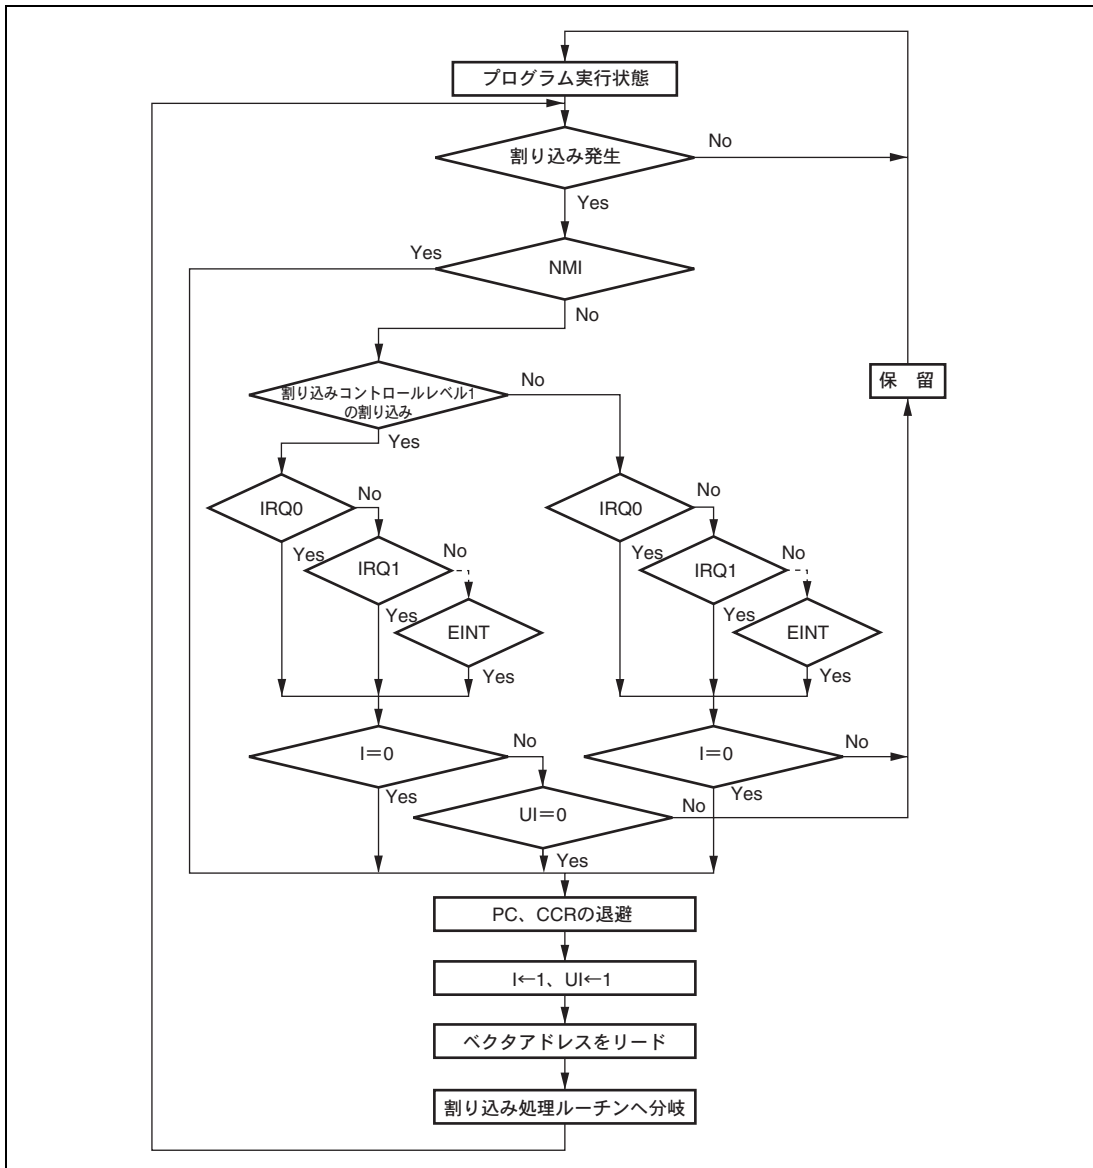 プログラム実行状態
割り込み発生
No
Yes
Yes
NMI
No
割り込みコントロールレベル1
の割り込み
No
保 留
Yes
IRQ0
No
IRQ0
No
Yes
IRQ1
No
Yes
IRQ1
No
Yes
EINT
Yes
EINT
Yes
Yes
I=0
No
I=0
No
Yes
UI=0
No
Yes
Yes
PC、CCRの退避
I←1、UI←1
ベクタアドレスをリード
割り込み処理ルーチンへ分岐